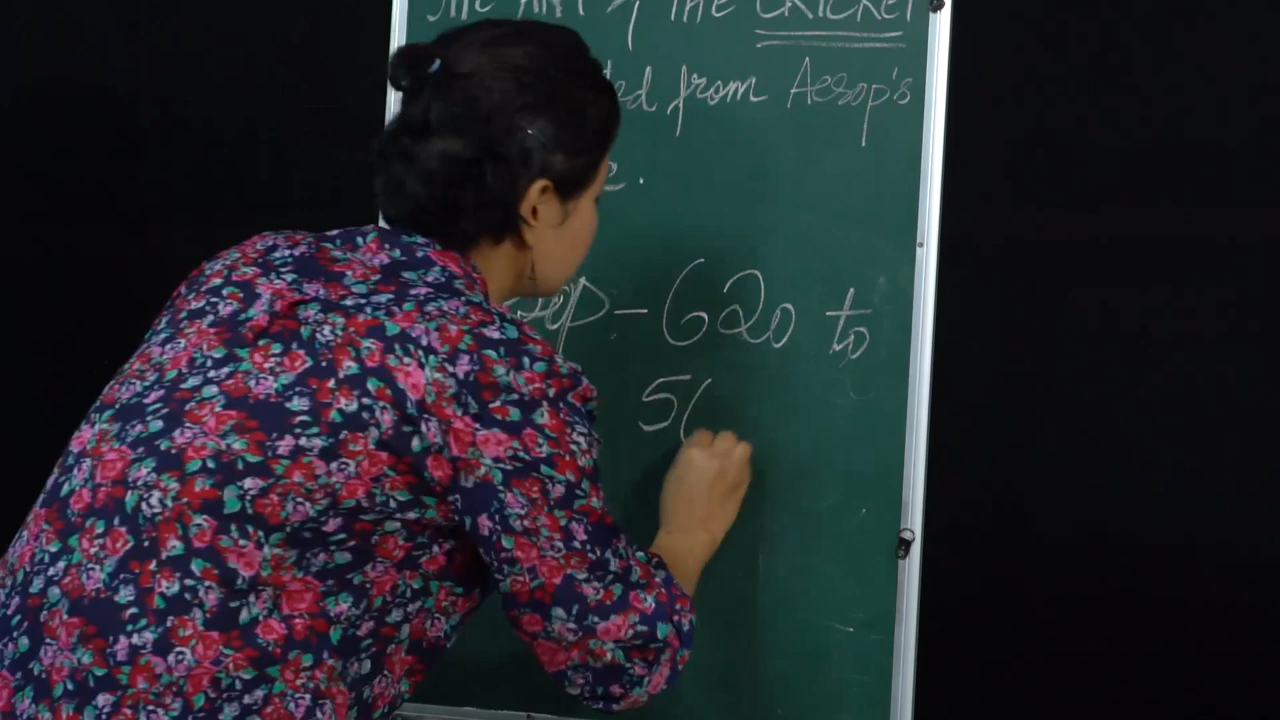 THE ANT & THE CRICKET
ted from Aesop's
e.
sop - 620 to
56